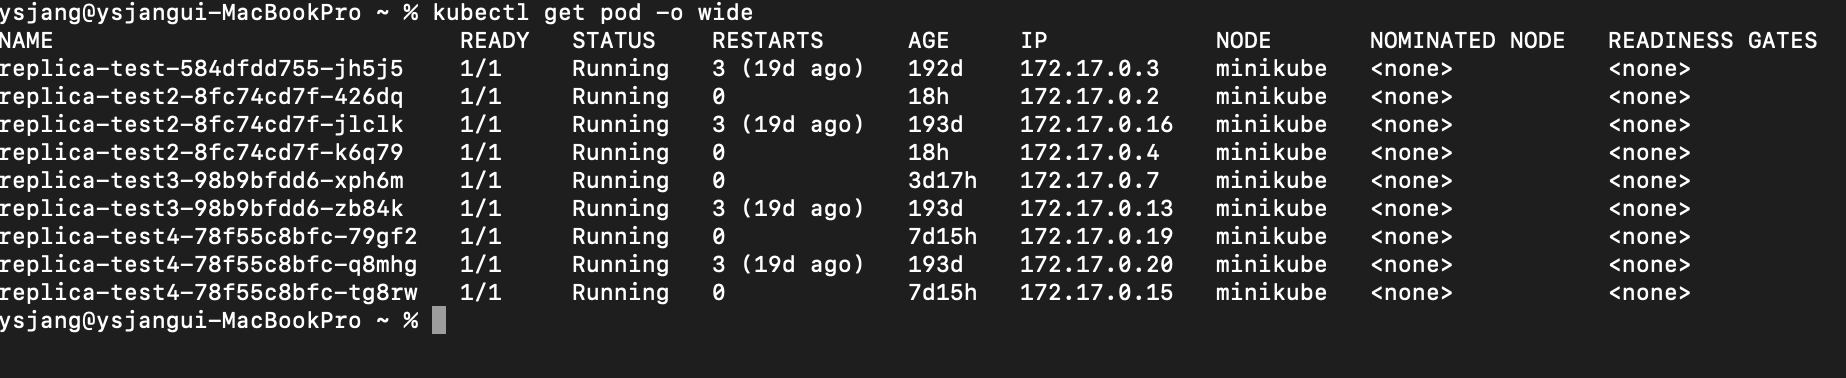 ysjang@ysjangui-MacBookPro ~ % kubectl get pod -o wide
NAME                             READY   STATUS    RESTARTS      AGE     IP            NODE       NOMINATED NODE   READINESS GATES
replica-test-584dfdd755-jh5j5    1/1     Running   3 (19d ago)   192d    172.17.0.3    minikube   <none>           <none>
replica-test2-8fc74cd7f-426dq    1/1     Running   0             18h     172.17.0.2    minikube   <none>           <none>
replica-test2-8fc74cd7f-jlclk    1/1     Running   3 (19d ago)   193d    172.17.0.16   minikube   <none>           <none>
replica-test2-8fc74cd7f-k6q79    1/1     Running   0             18h     172.17.0.4    minikube   <none>           <none>
replica-test3-98b9bfdd6-xph6m    1/1     Running   0             3d17h   172.17.0.7    minikube   <none>           <none>
replica-test3-98b9bfdd6-zb84k    1/1     Running   3 (19d ago)   193d    172.17.0.13   minikube   <none>           <none>
replica-test4-78f55c8bfc-79gf2   1/1     Running   0             7d15h   172.17.0.19   minikube   <none>           <none>
replica-test4-78f55c8bfc-q8mhg   1/1     Running   3 (19d ago)   193d    172.17.0.20   minikube   <none>           <none>
replica-test4-78f55c8bfc-tg8rw   1/1     Running   0             7d15h   172.17.0.15   minikube   <none>           <none>
ysjang@ysjangui-MacBookPro ~ %